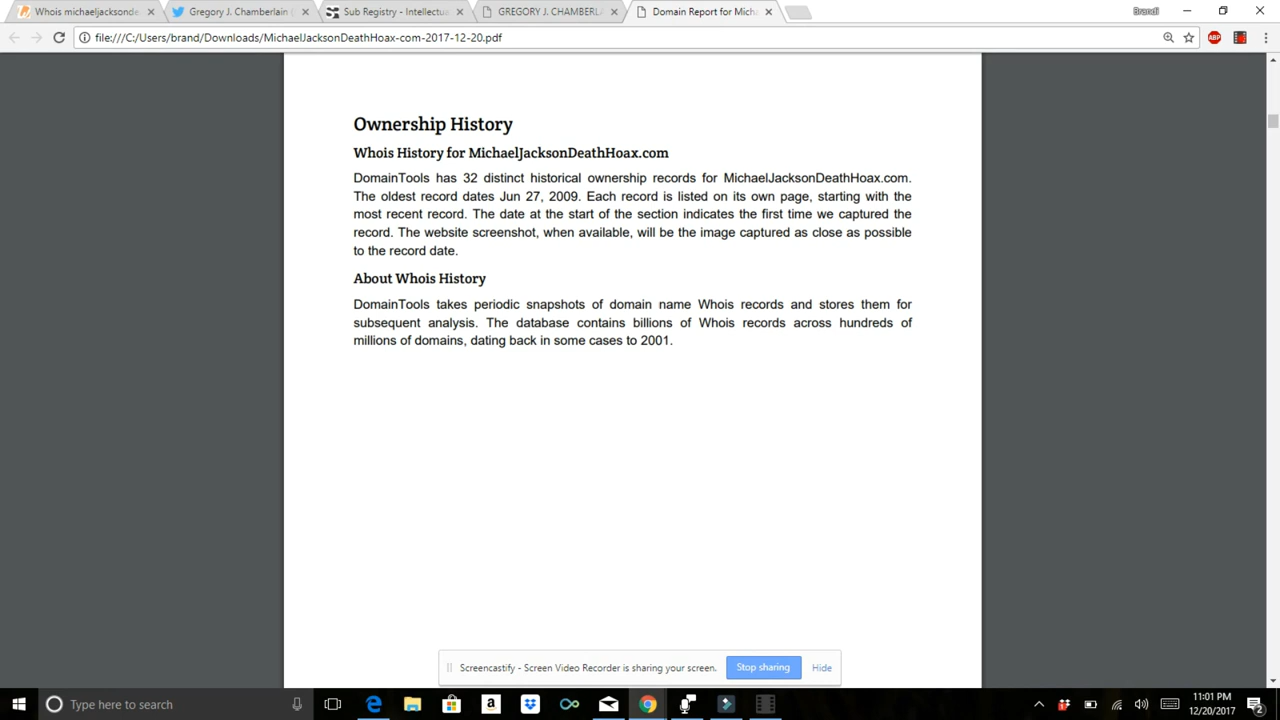 Whois michaeljacksonde
Gregory J. Chamberlain (
Sub Registry - Intellectua
GREGORY J. CHAMBERLA
Domain Report for Micha
Brandi
file:///C:/Users/brand/Downloads/MichaelJacksonDeathHoax-com-2017-12-20.pdf
ABP
Ownership History
Whois History for MichaelJacksonDeathHoax.com
DomainTools has 32 distinct historical ownership records for MichaelJacksonDeathHoax.com.
The oldest record dates Jun 27, 2009. Each record is listed on its own page, starting with the
most recent record. The date at the start of the section indicates the first time we captured the
record. The website screenshot, when available, will be the image captured as close as possible
to the record date.
About Whois History
DomainTools takes periodic snapshots of domain name Whois records and stores them for
subsequent analysis. The database contains billions of Whois records across hundreds of
millions of domains, dating back in some cases to 2001.
Screencastify - Screen Video Recorder is sharing your screen.
Stop sharing
Hide
Type here to search
11:01 PM
12/20/2017
2